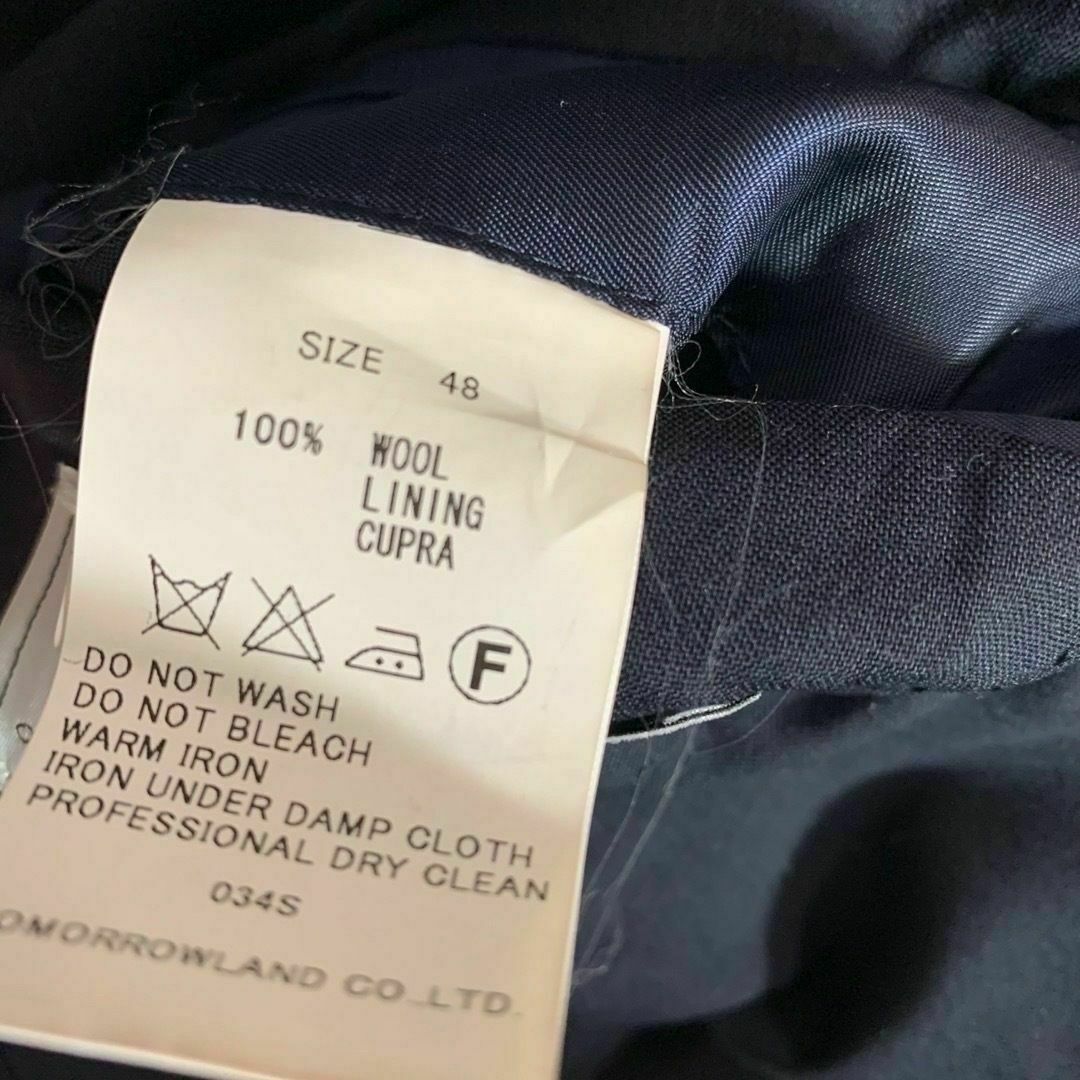 SIZE 48
100% WOOL
LINING
CUPRA
F
DO NOT WASH
DO NOT BLEACH
WARM IRON
IRON UNDER DAMP CLOTH
PROFESSIONAL DRY CLEAN
034S
OMORROWLAND CO.,LTD.